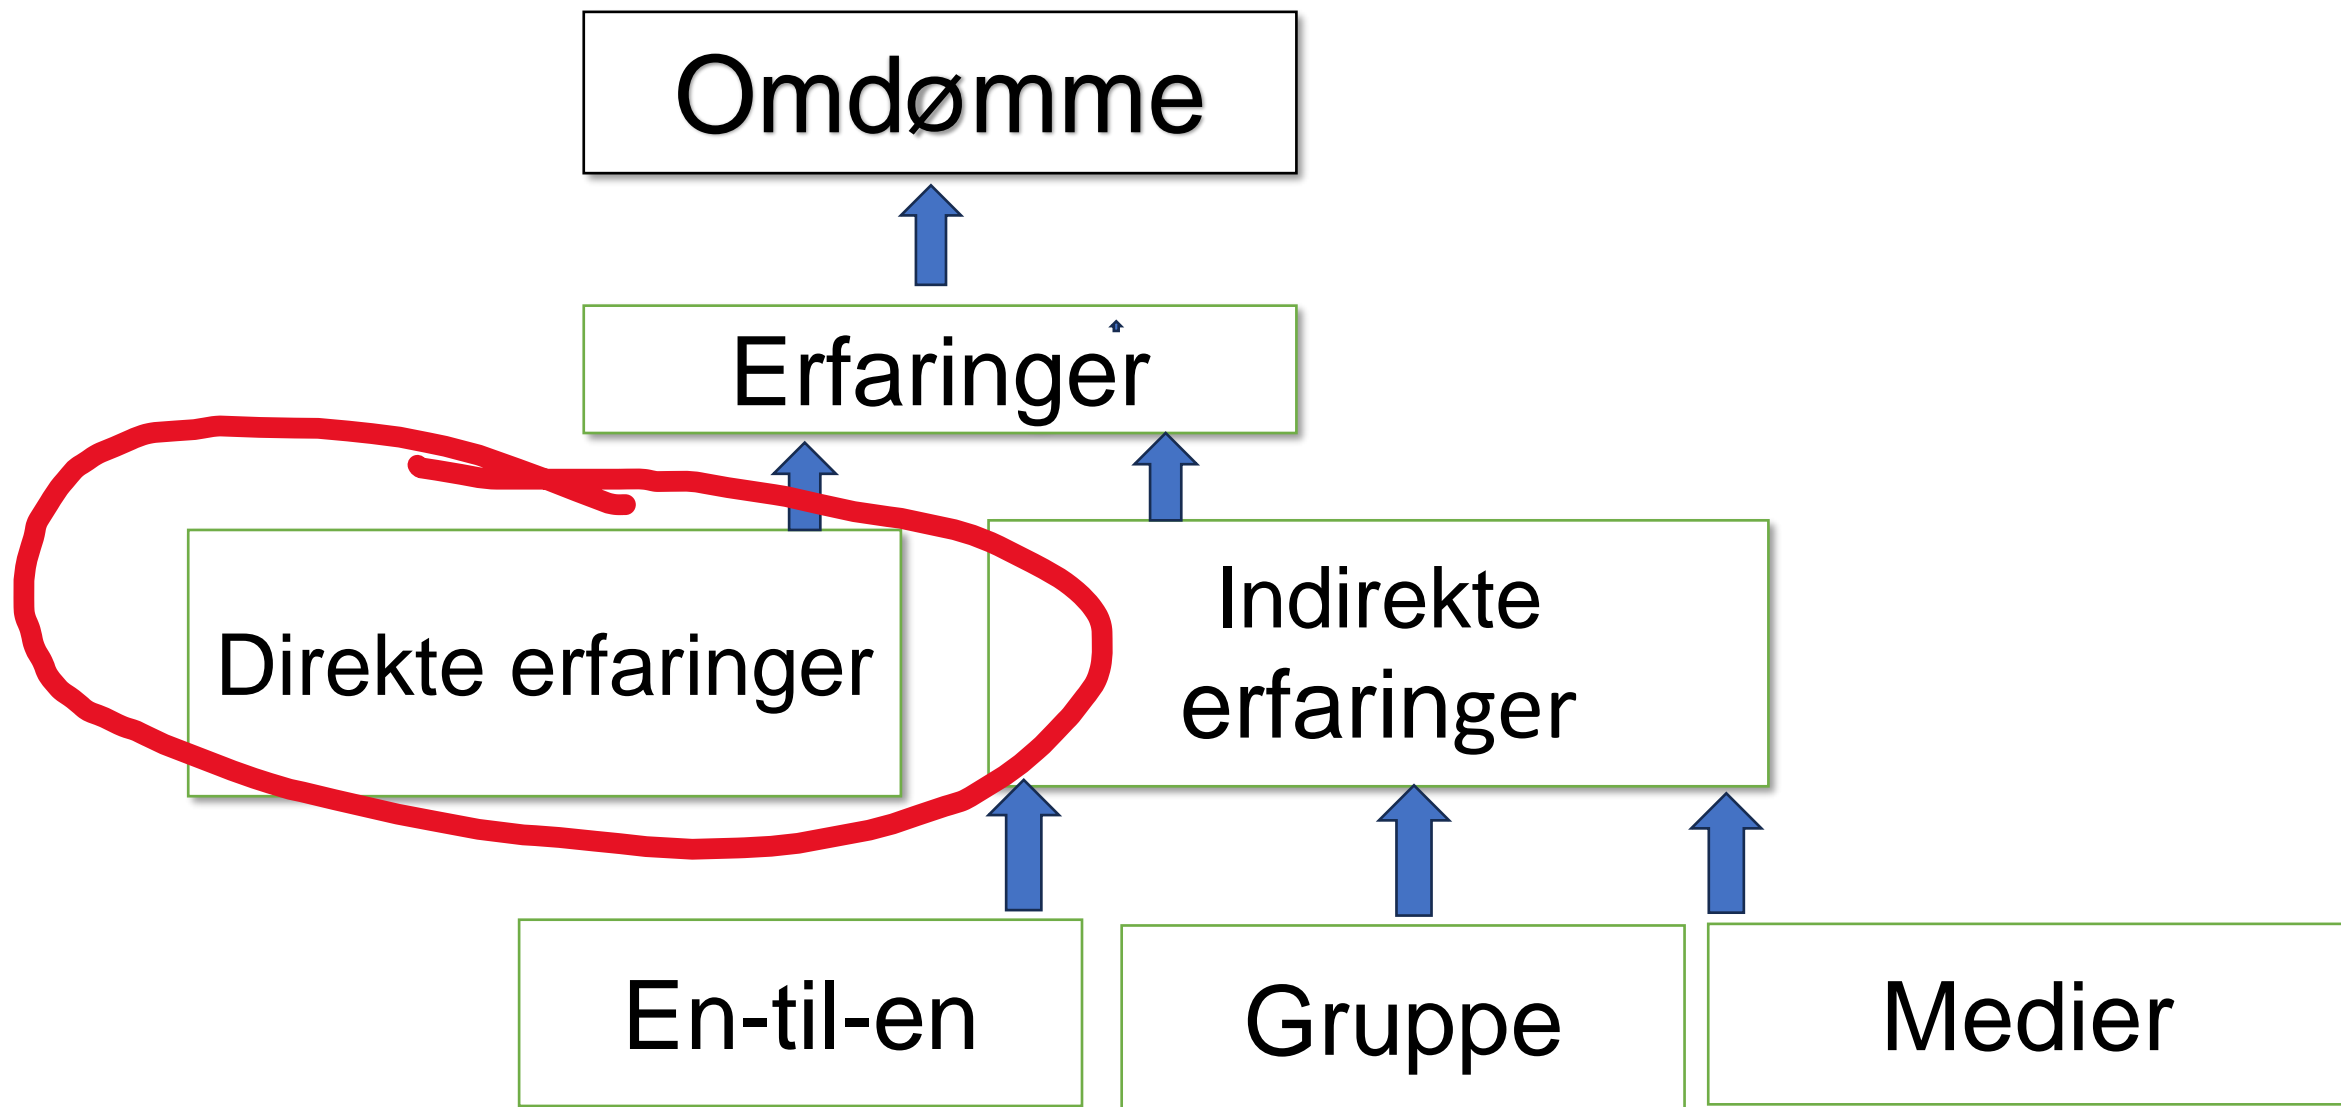 Omdømme
Erfaringer
Direkte erfaringer
Indirekte
erfaringer
En-til-en
Gruppe
Medier